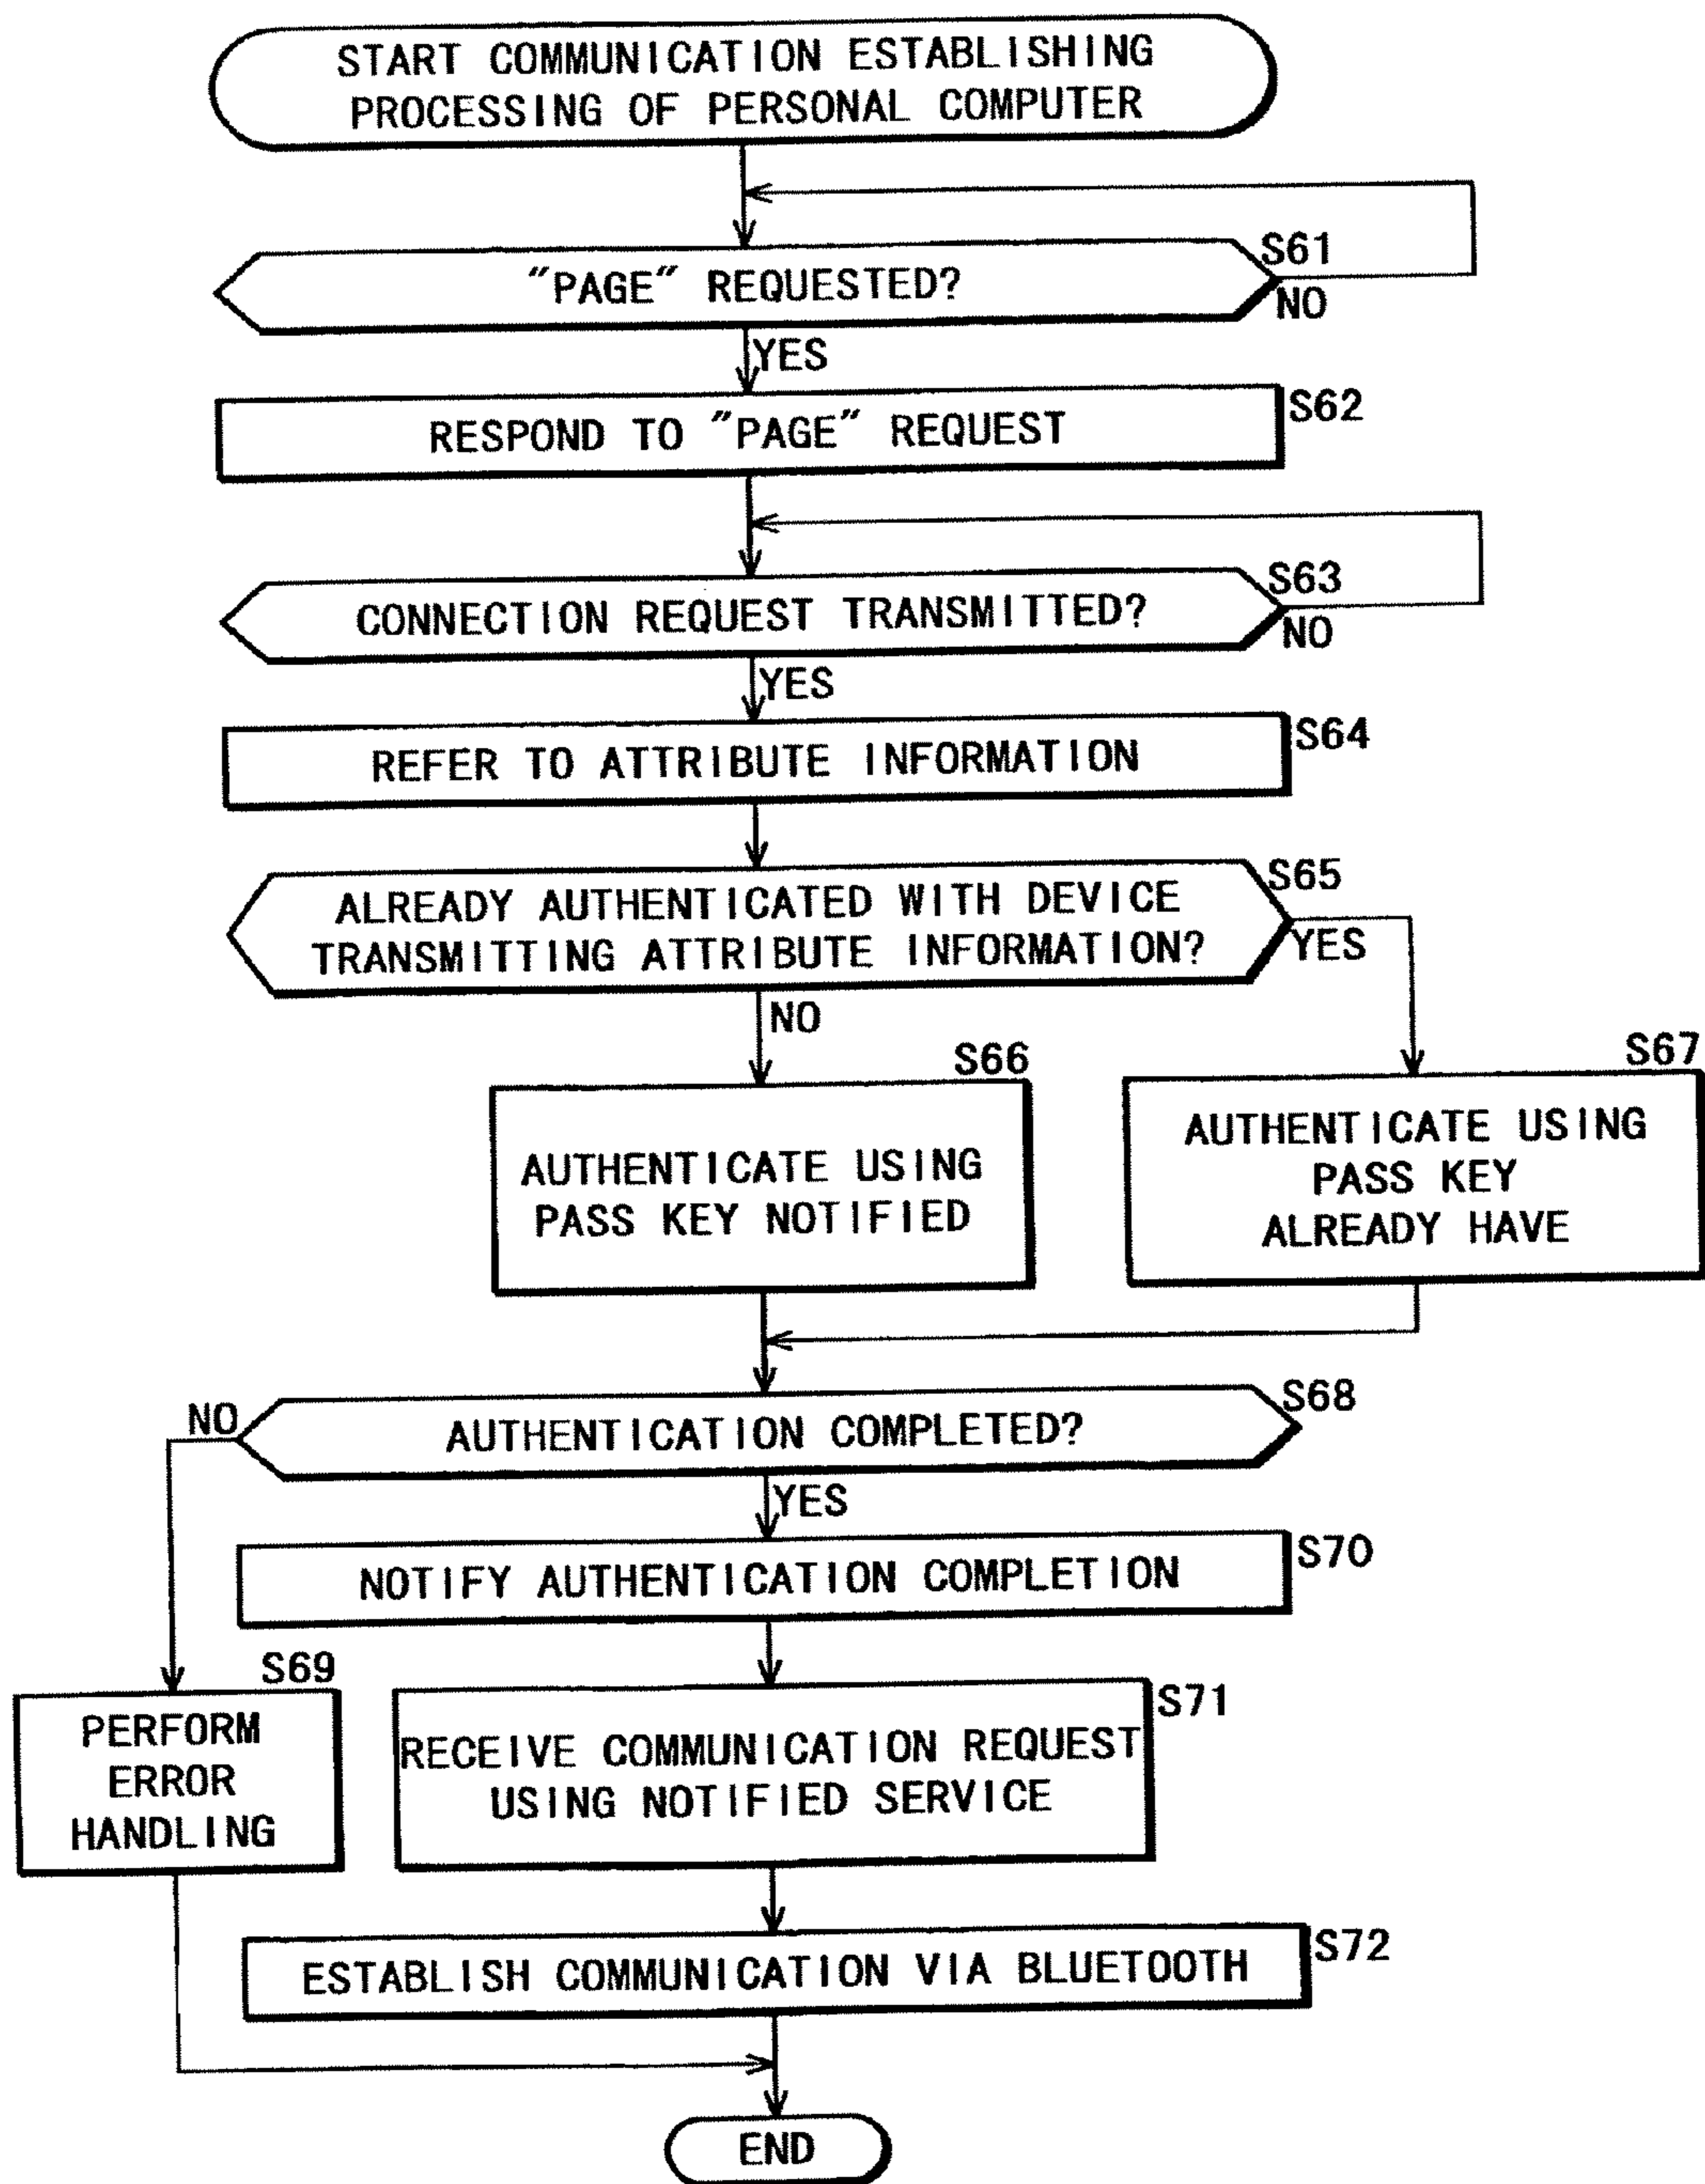 START COMMUNICATION ESTABLISHING
PROCESSING OF PERSONAL COMPUTER
S61
"PAGE" REQUESTED?
NO
YES
S62
RESPOND TO "PAGE" REQUEST
S63
CONNECTION REQUEST TRANSMITTED?
NO
YES
S64
REFER TO ATTRIBUTE INFORMATION
S65
ALREADY AUTHENTICATED WITH DEVICE
TRANSMITTING ATTRIBUTE INFORMATION?
YES
NO
S66
AUTHENTICATE USING
PASS KEY NOTIFIED
S67
AUTHENTICATE USING
PASS KEY
ALREADY HAVE
S68
NO
AUTHENTICATION COMPLETED?
YES
S70
NOTIFY AUTHENTICATION COMPLETION
S69
PERFORM
ERROR
HANDLING
S71
RECEIVE COMMUNICATION REQUEST
USING NOTIFIED SERVICE
S72
ESTABLISH COMMUNICATION VIA BLUETOOTH
END